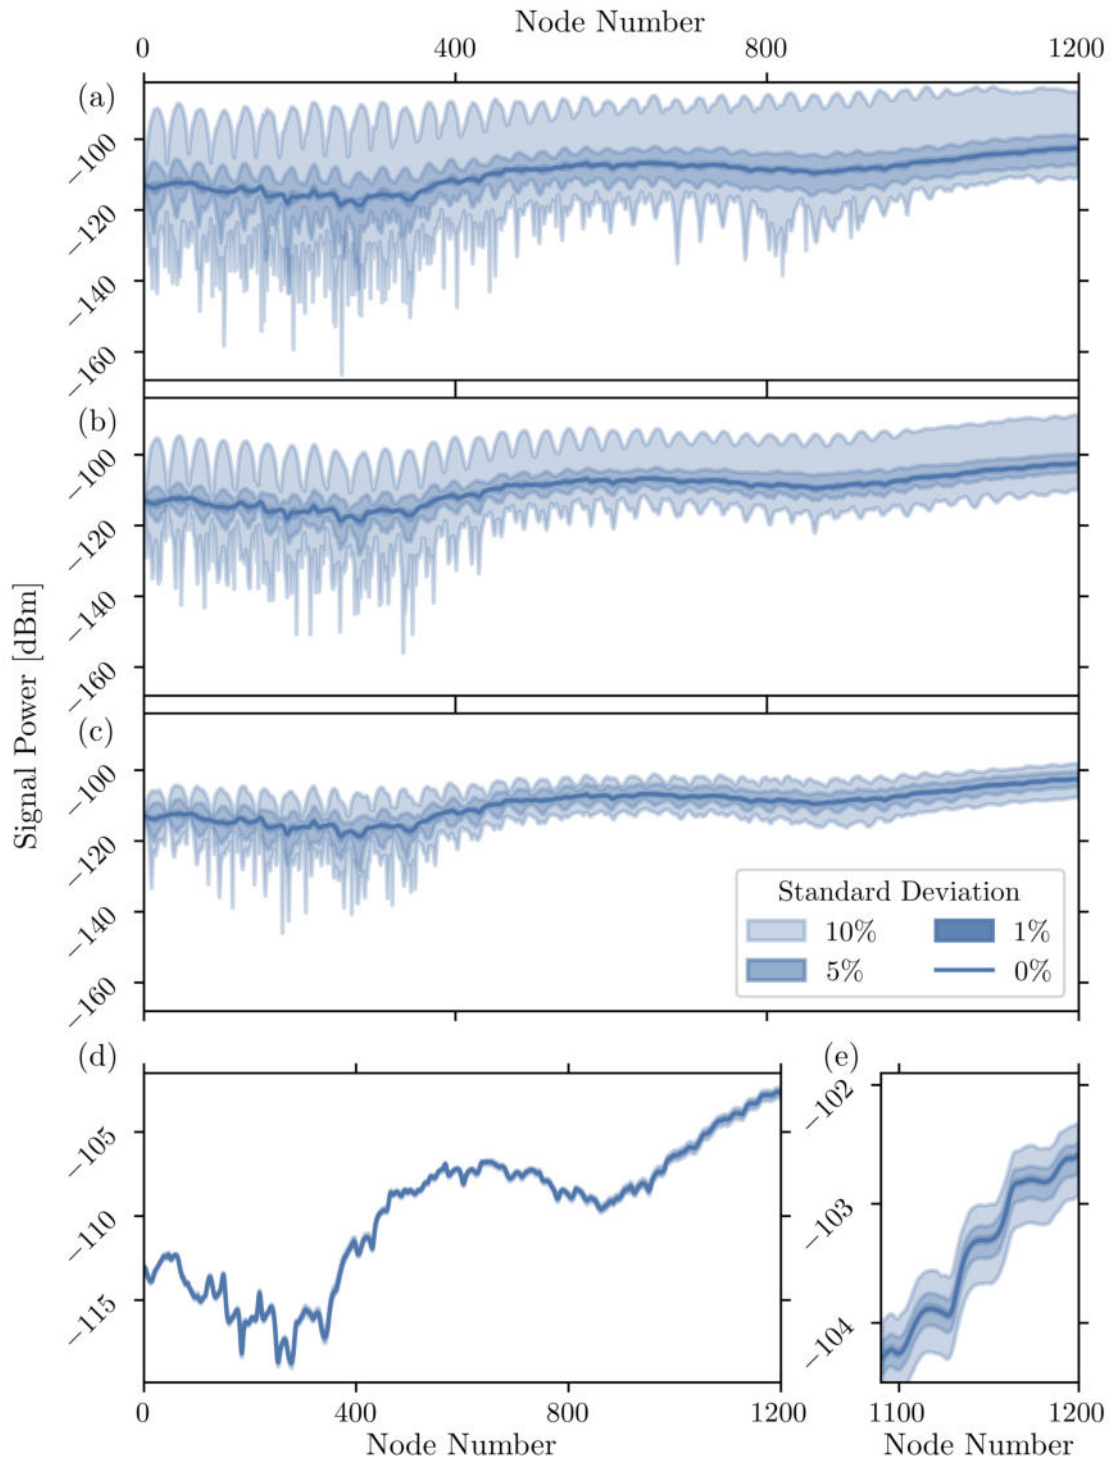 Node Number
0 400 800 1200
(a)
−100
−120
−140
−160
(b)
−100
−120
−140
−160
Signal Power [dBm]
(c)
−100
−120
−140
−160
Standard Deviation
10% 1%
5% 0%
(d)
−105
−110
−115
0 400 800 1200
Node Number
(e)
−102
−103
−104
1100 1200
Node Number